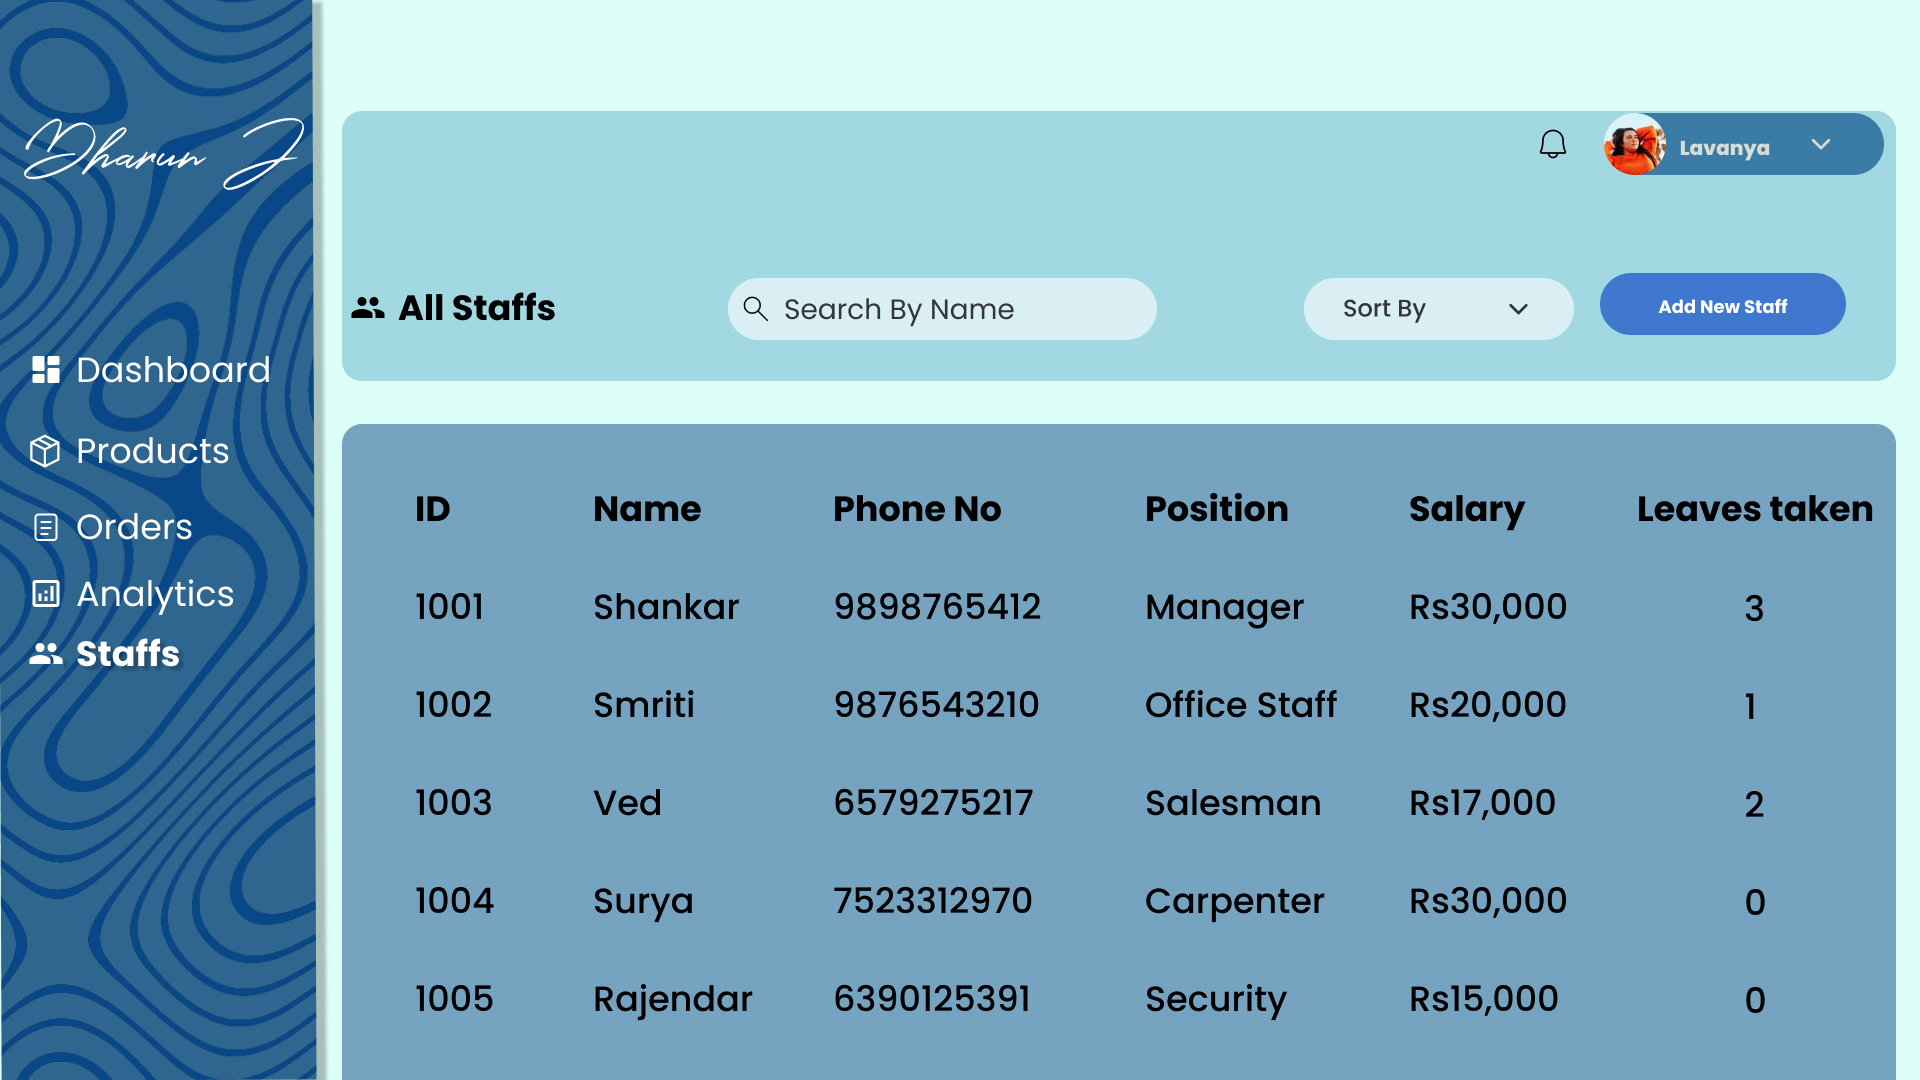 Dharun J
Dashboard
Products
Orders
Analytics
Staffs
Lavanya
All Staffs
Search By Name
Sort By
Add New Staff
ID Name Phone No Position Salary Leaves taken
1001 Shankar 9898765412 Manager Rs30,000 3
1002 Smriti 9876543210 Office Staff Rs20,000 1
1003 Ved 6579275217 Salesman Rs17,000 2
1004 Surya 7523312970 Carpenter Rs30,000 0
1005 Rajendar 6390125391 Security Rs15,000 0